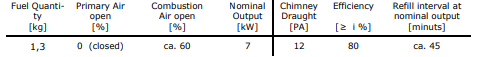 Fuel Quanti- Primary Air Combustion Nominal Chimney Efficiency Refill interval at
ty open Air open Output Draught nominal output
[kg] [%] [%] [kW] [PA] [≥ i %] [minuts]
1,3 0 (closed) ca. 60 7 12 80 ca. 45